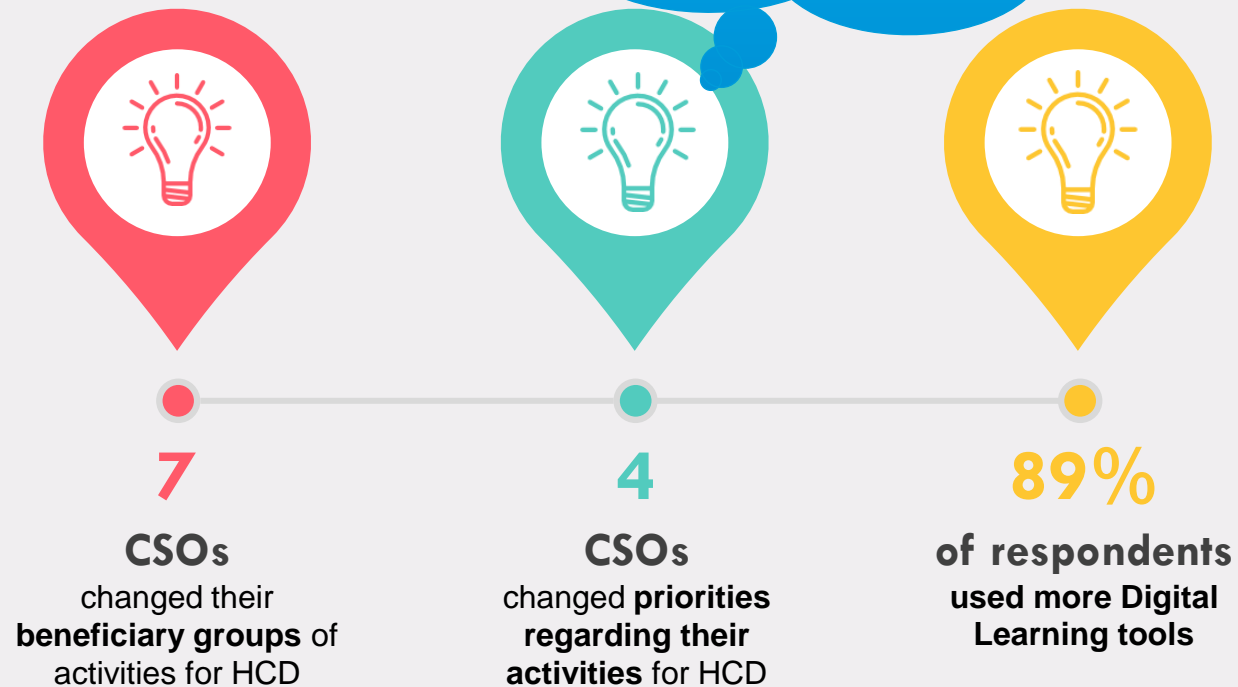 7
CSOs
changed their
beneficiary groups of
activities for HCD
4
CSOs
changed priorities
regarding their
activities for HCD
89%
of respondents
used more Digital
Learning tools